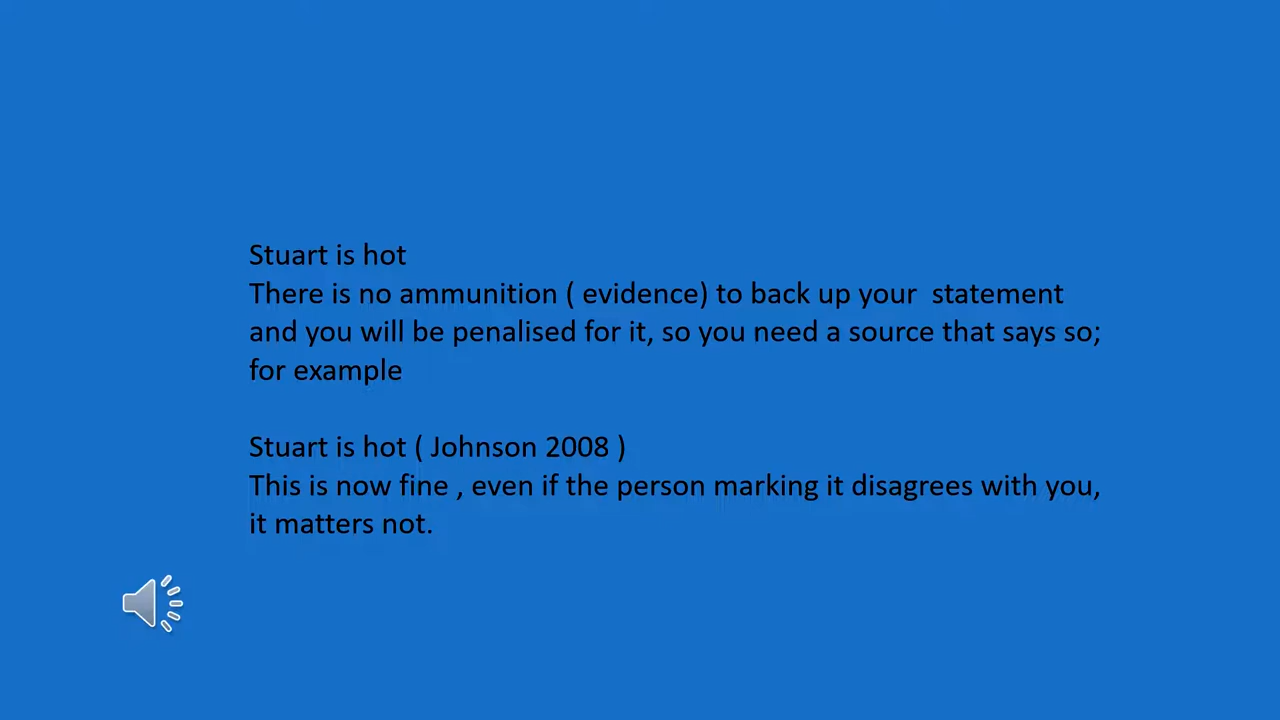 Stuart is hot
There is no ammunition ( evidence) to back up your  statement
and you will be penalised for it, so you need a source that says so;
for example
Stuart is hot ( Johnson 2008 )
This is now fine , even if the person marking it disagrees with you,
it matters not.